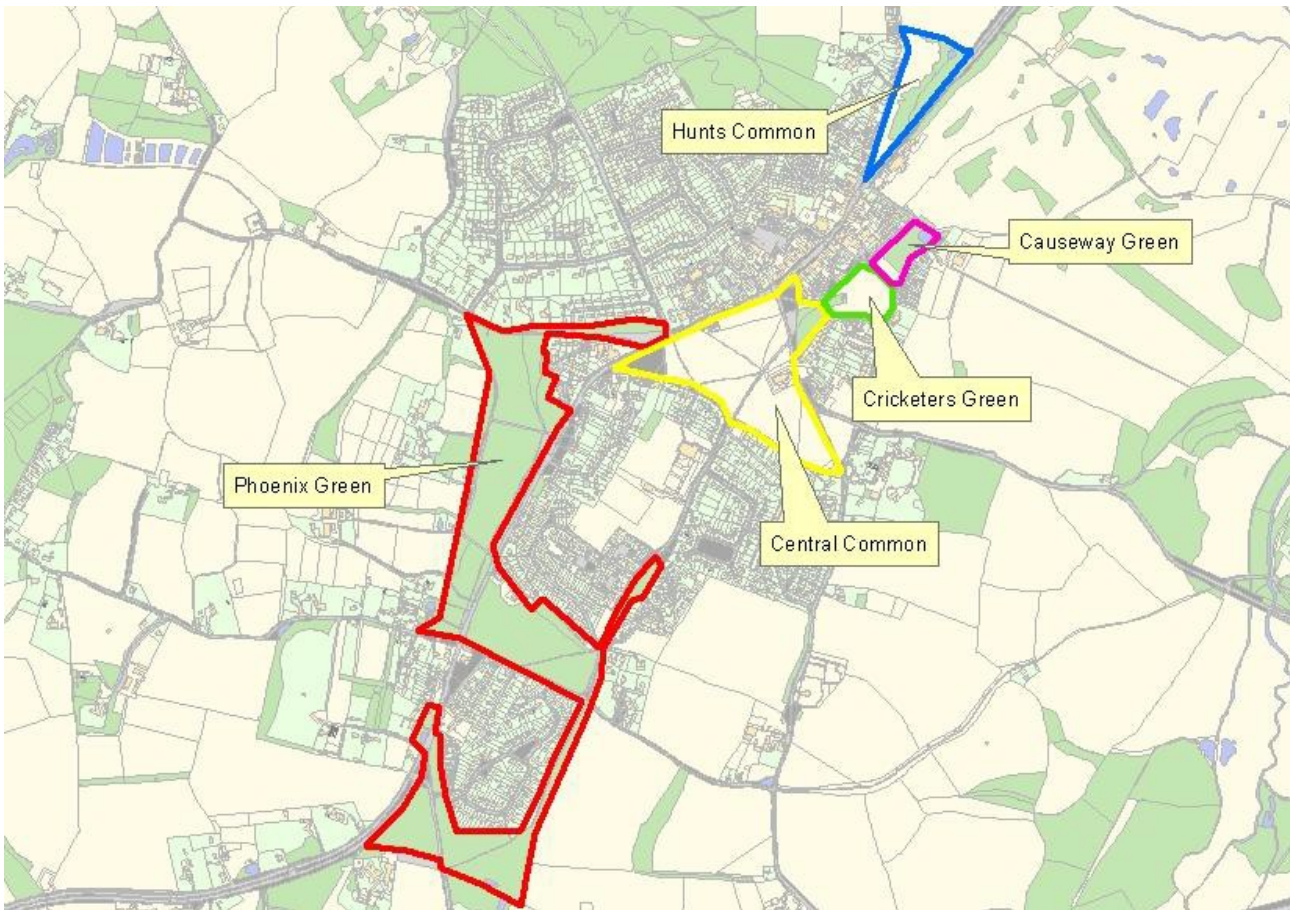 Hunts Common
Causeway Green
Cricketers Green
Phoenix Green
Central Common